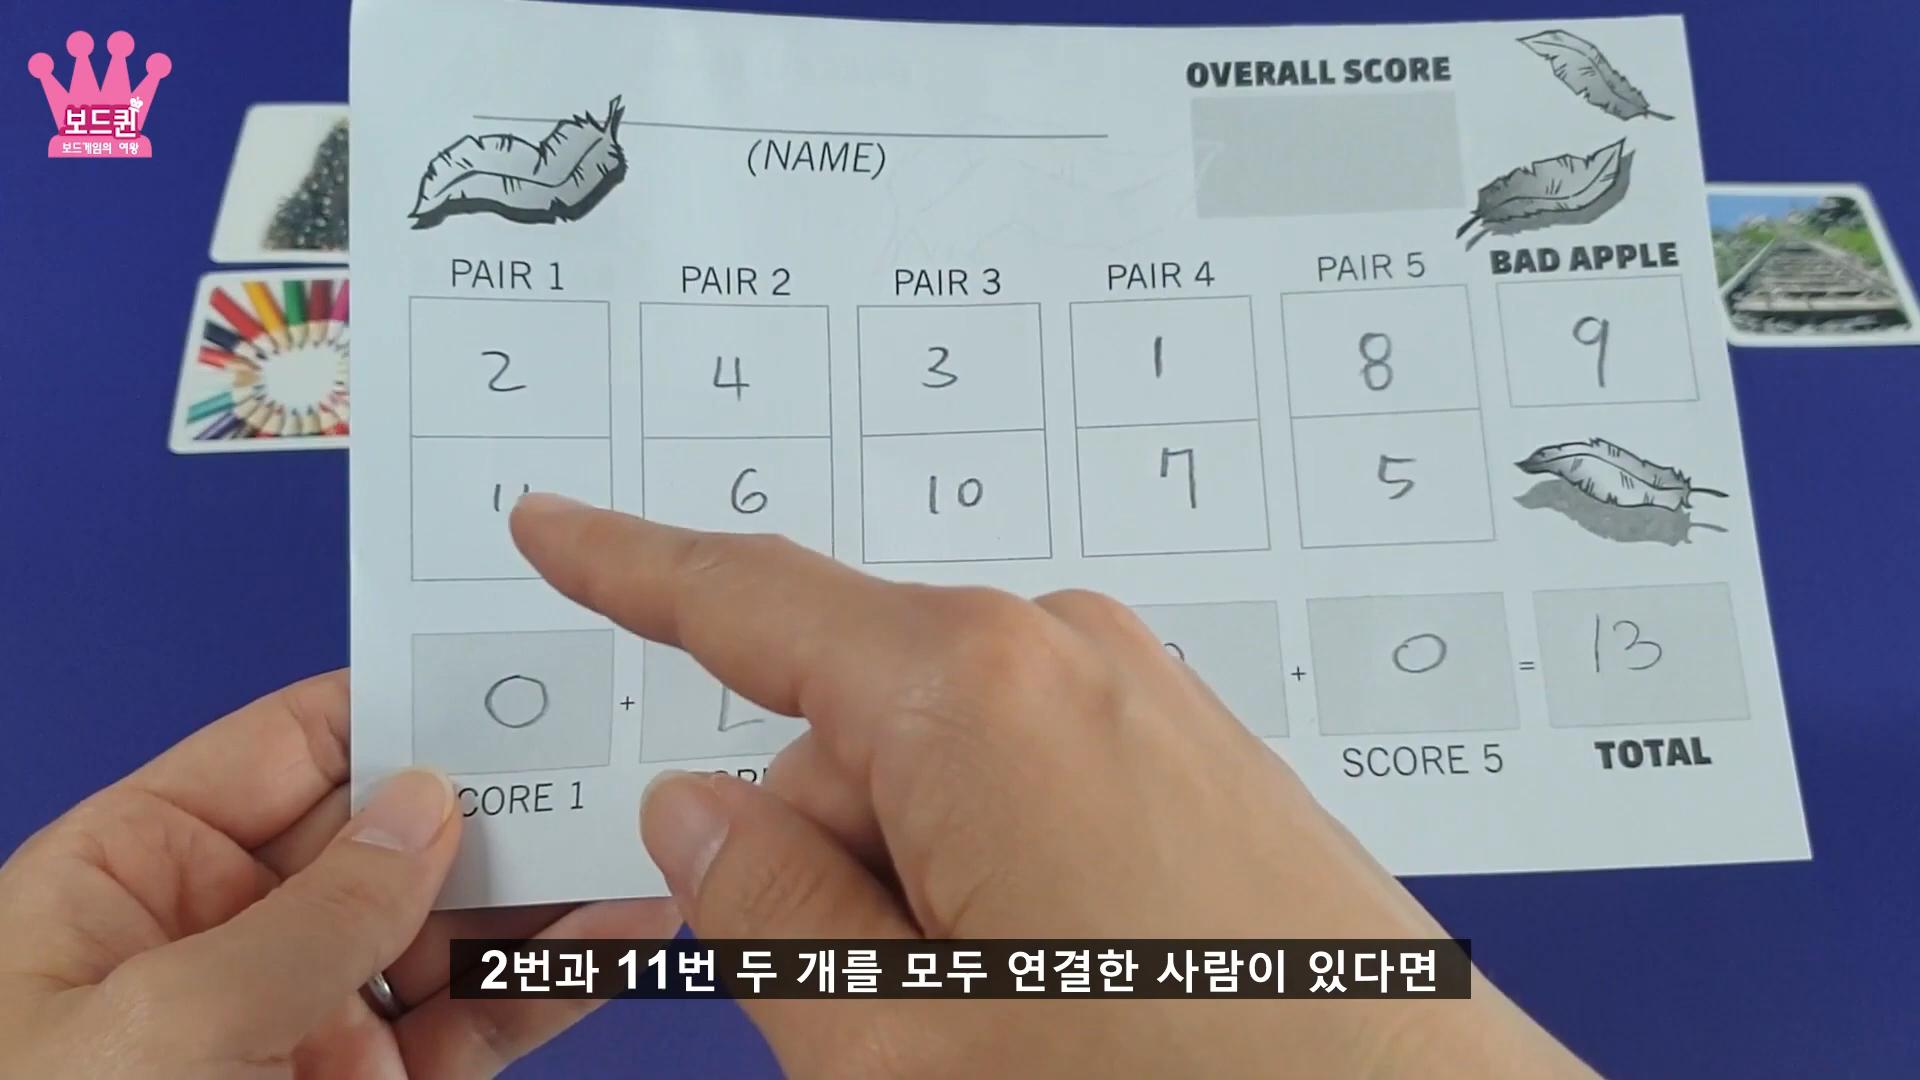 보드퀸
보드게임의 여왕
OVERALL SCORE
(NAME)
PAIR 1 PAIR 2 PAIR 3 PAIR 4 PAIR 5 BAD APPLE
2 4 3 1 8 9
11 6 10 7 5
0 + + 0 = 13
CORE 1 SCORE 5 TOTAL
2번과 11번 두 개를 모두 연결한 사람이 있다면